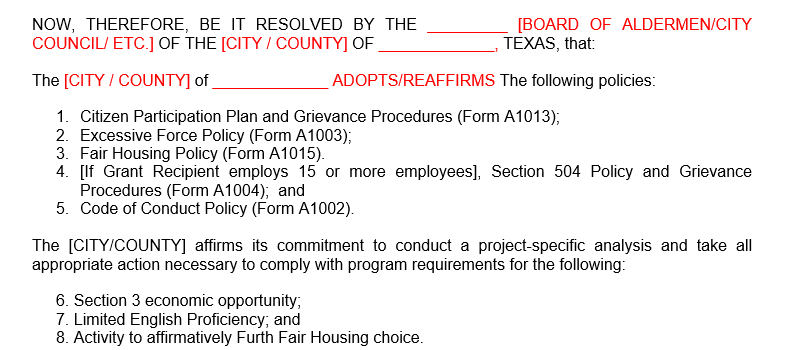 NOW, THEREFORE, BE IT RESOLVED BY THE _________ [BOARD OF ALDERMEN/CITY
COUNCIL/ ETC.] OF THE [CITY / COUNTY] OF _____________, TEXAS, that:
The [CITY / COUNTY] of _____________ ADOPTS/REAFFIRMS The following policies:
1. Citizen Participation Plan and Grievance Procedures (Form A1013);
2. Excessive Force Policy (Form A1003);
3. Fair Housing Policy (Form A1015).
4. [If Grant Recipient employs 15 or more employees], Section 504 Policy and Grievance
Procedures (Form A1004); and
5. Code of Conduct Policy (Form A1002).
The [CITY/COUNTY] affirms its commitment to conduct a project-specific analysis and take all
appropriate action necessary to comply with program requirements for the following:
6. Section 3 economic opportunity;
7. Limited English Proficiency; and
8. Activity to affirmatively Furth Fair Housing choice.